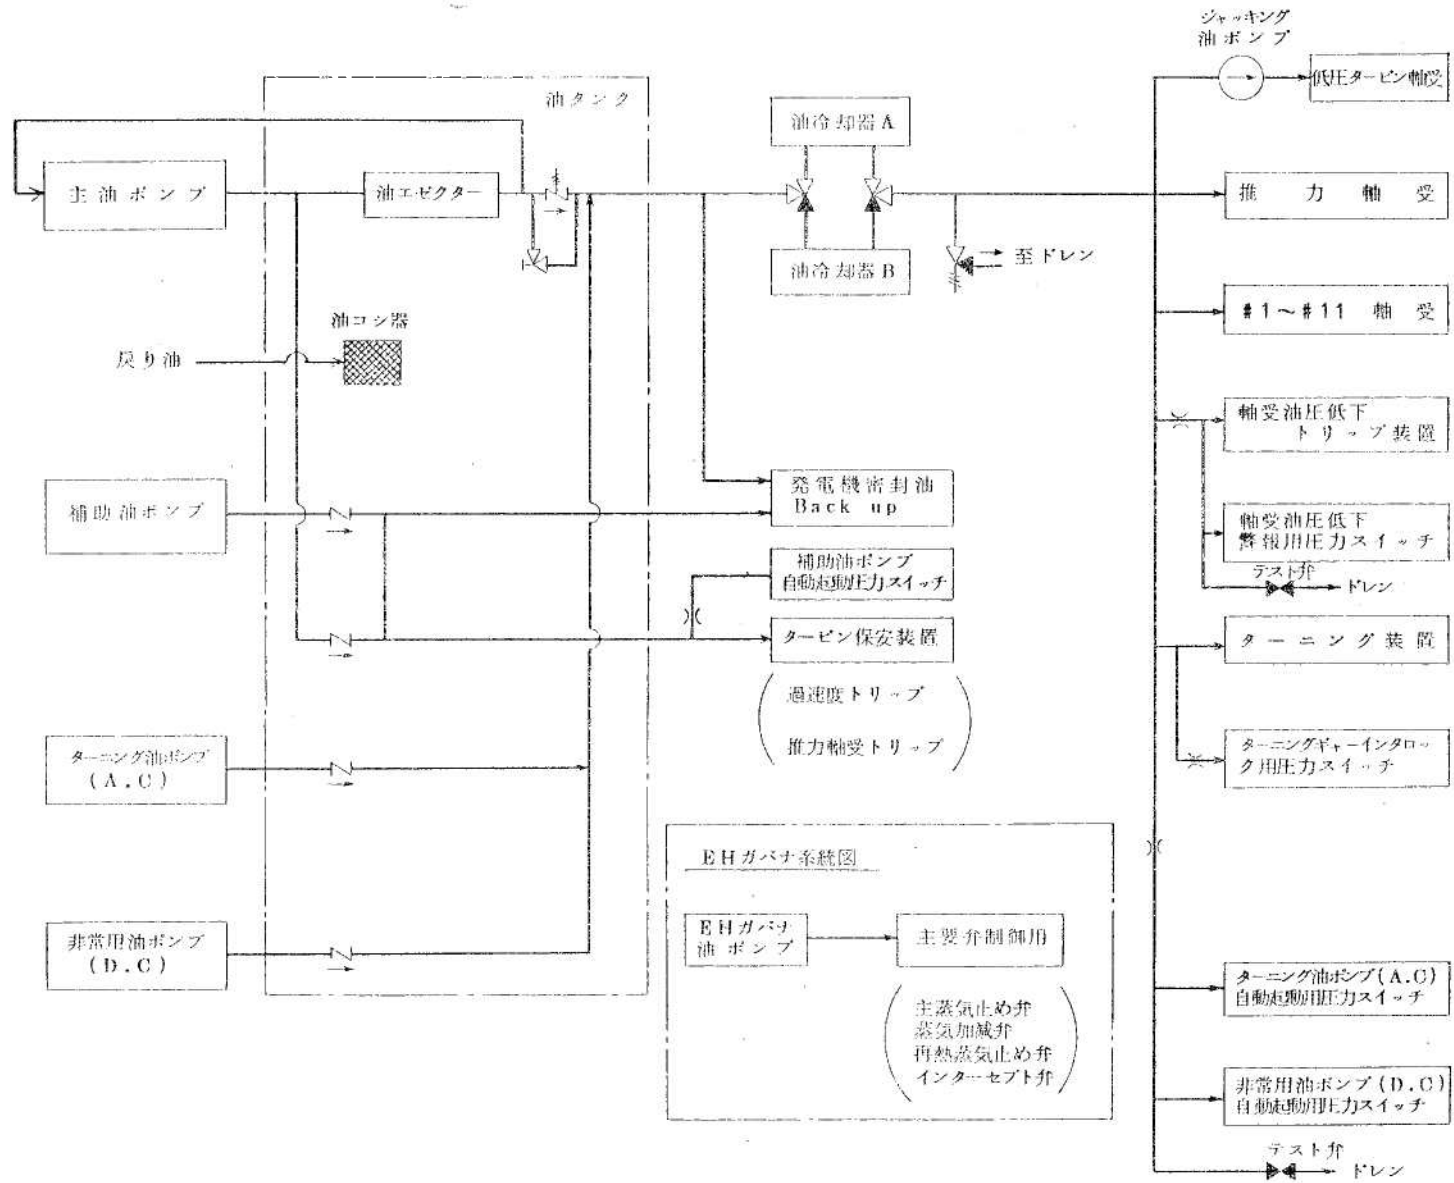 ジャッキング
油ポンプ
低圧タービン軸受
油タンク
油冷却器A
主油ポンプ
油エゼクター
推力軸受
油冷却器B
至ドレン
#1～#11 軸受
油コシ器
戻り油
軸受油圧低下
トリップ装置
補助油ポンプ
発電機密封油
Back up
軸受油圧低下
警報用圧力スイッチ
テスト弁
ドレン
補助油ポンプ
自動起動圧力スイッチ
タービン保安装置
過速度トリップ
推力軸受トリップ
ターニング装置
ターニング油ポンプ
(A.C)
ターニングギャーインタロッ
ク用圧力スイッチ
EHガバナ系統図
EHガバナ
油ポンプ
主要弁制御用
主蒸気止め弁
蒸気加減弁
再熱蒸気止め弁
インターセプト弁
非常用油ポンプ
(D.C)
ターニング油ポンプ(A.C)
自動起動用圧力スイッチ
非常用油ポンプ(D.C)
自動起動用圧力スイッチ
テスト弁
ドレン